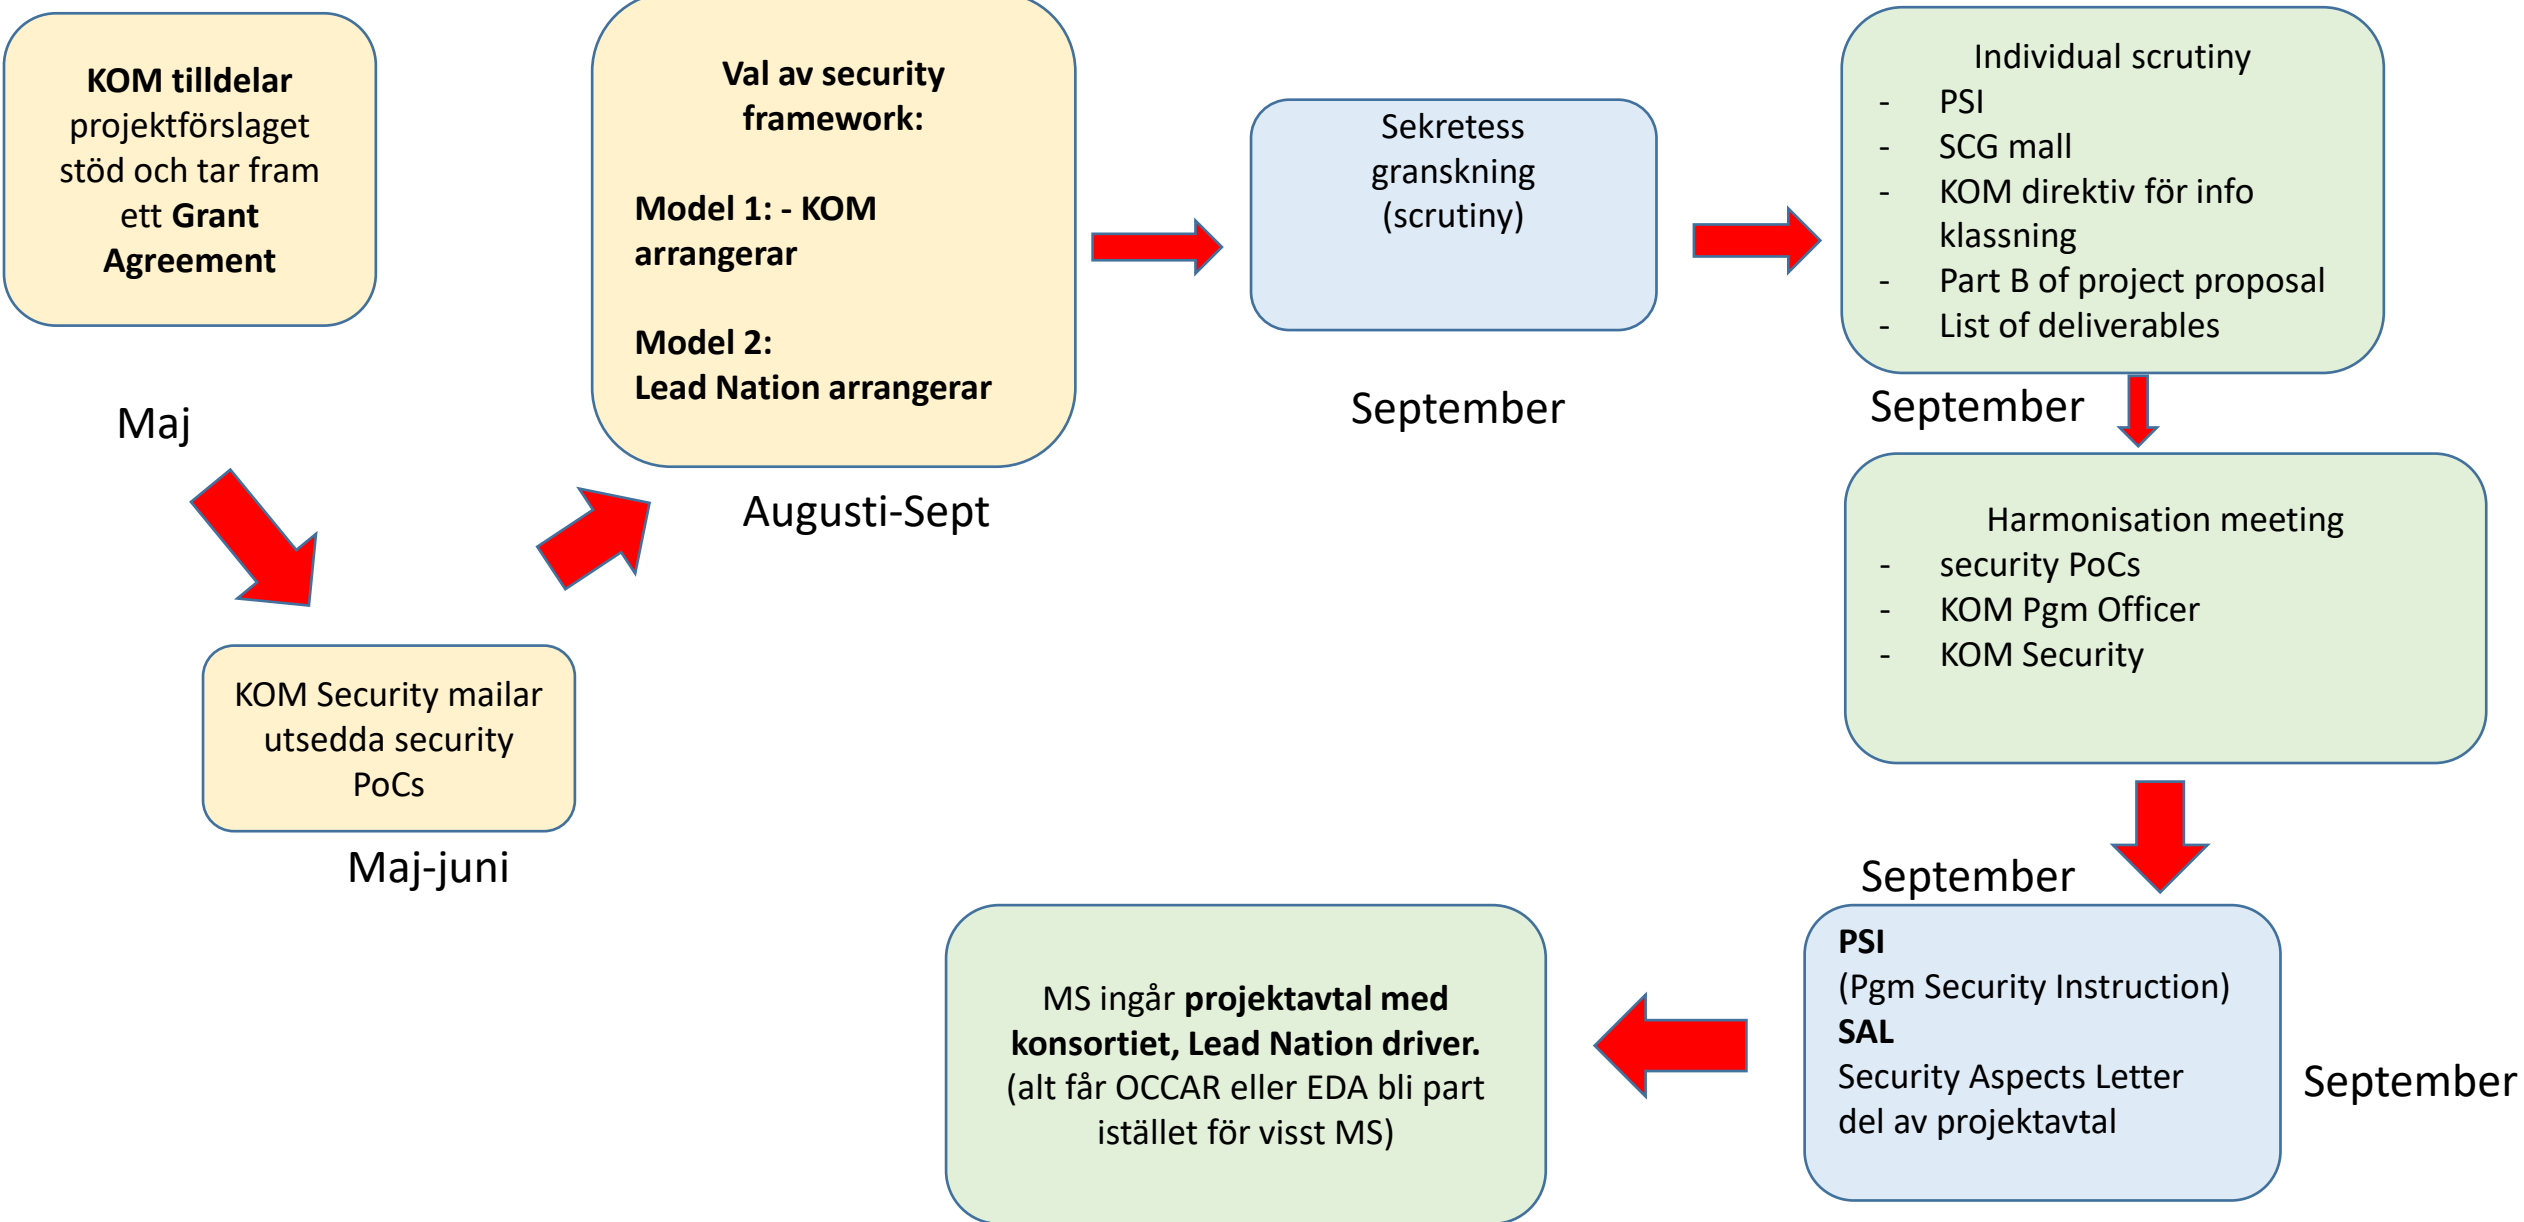 KOM tilldelar
projektförslaget
stöd och tar fram
ett Grant
Agreement
Maj
KOM Security mailar
utsedda security
PoCs
Maj-juni
Val av security
framework:
Model 1: - KOM
arrangerar
Model 2:
Lead Nation arrangerar
Augusti-Sept
Sekretess
granskning
(scrutiny)
September
Individual scrutiny
- PSI
- SCG mall
- KOM direktiv för info
klassning
- Part B of project proposal
- List of deliverables
September
Harmonisation meeting
- security PoCs
- KOM Pgm Officer
- KOM Security
September
PSI
(Pgm Security Instruction)
SAL
Security Aspects Letter
del av projektavtal
September
MS ingår projektavtal med
konsortiet, Lead Nation driver.
(alt får OCCAR eller EDA bli part
istället för visst MS)